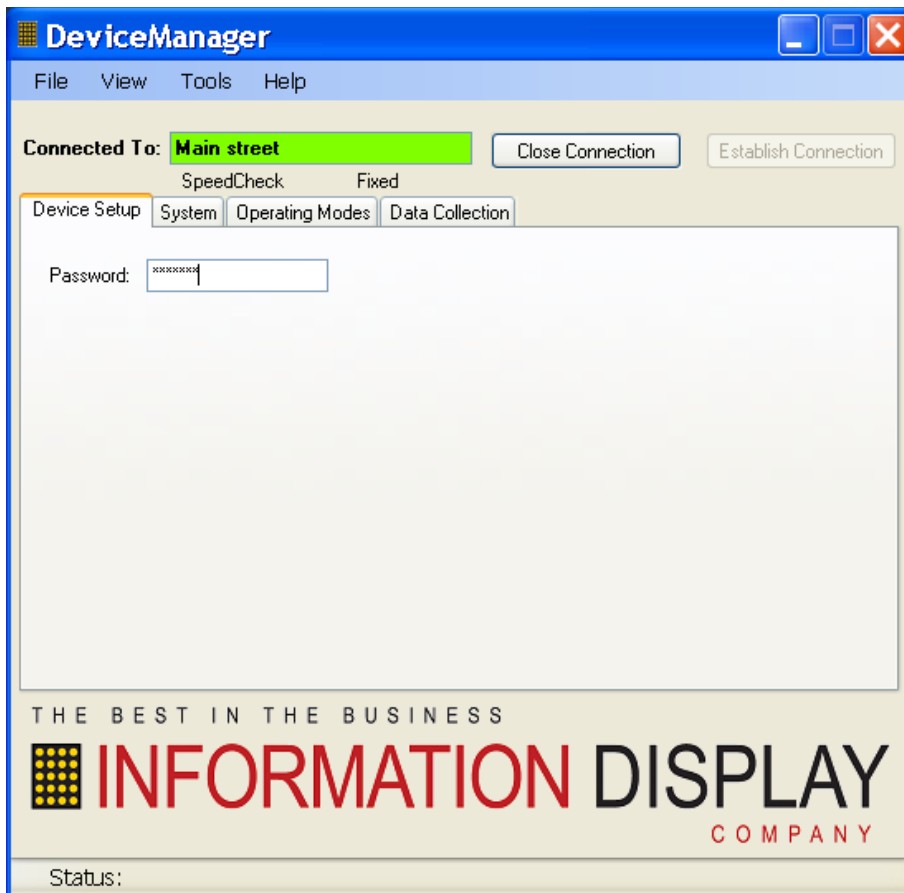 DeviceManager
File View Tools Help
Connected To: Main street Close Connection Establish Connection
SpeedCheck Fixed
Device Setup System Operating Modes Data Collection
Password: *******
THE BEST IN THE BUSINESS
INFORMATION DISPLAY
COMPANY
Status: